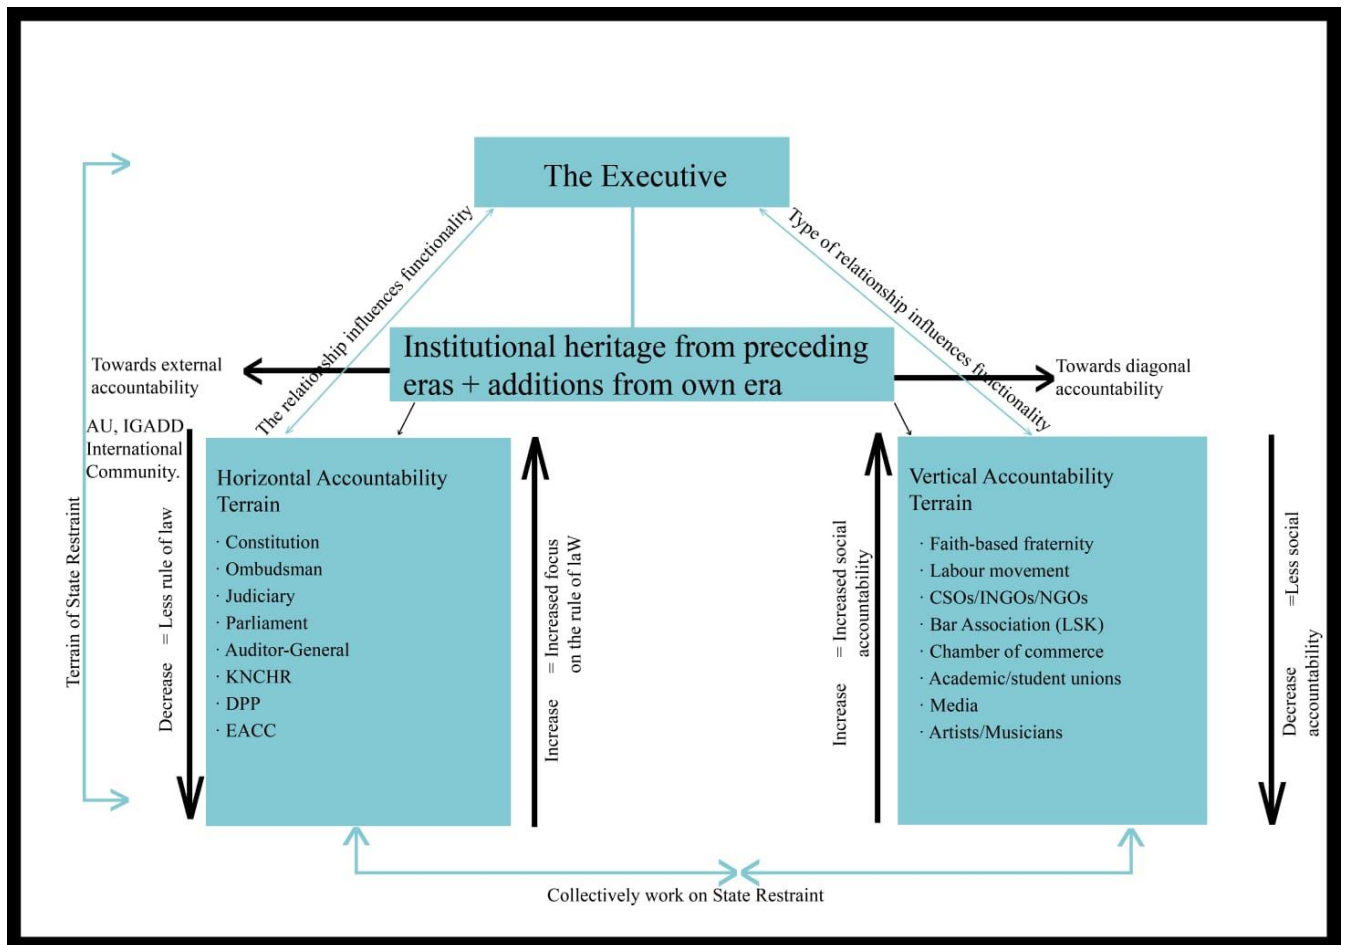 The Executive
The relationship influences functionality
Type of relationship influences functionality
Institutional heritage from preceding
eras + additions from own era
Towards external
accountability
Towards diagonal
accountability
AU, IGADD
International
Community.
Terrain of State Restraint
Decrease = Less rule of law
Horizontal Accountability
Terrain
· Constitution
· Ombudsman
· Judiciary
· Parliament
· Auditor-General
· KNCHR
· DPP
· EACC
Increase = Increased focus
on the rule of laW
Increase = Increased social
accountability
Vertical Accountability
Terrain
· Faith-based fraternity
· Labour movement
· CSOs/INGOs/NGOs
· Bar Association (LSK)
· Chamber of commerce
· Academic/student unions
· Media
· Artists/Musicians
Decrease =Less social
accountability
Collectively work on State Restraint